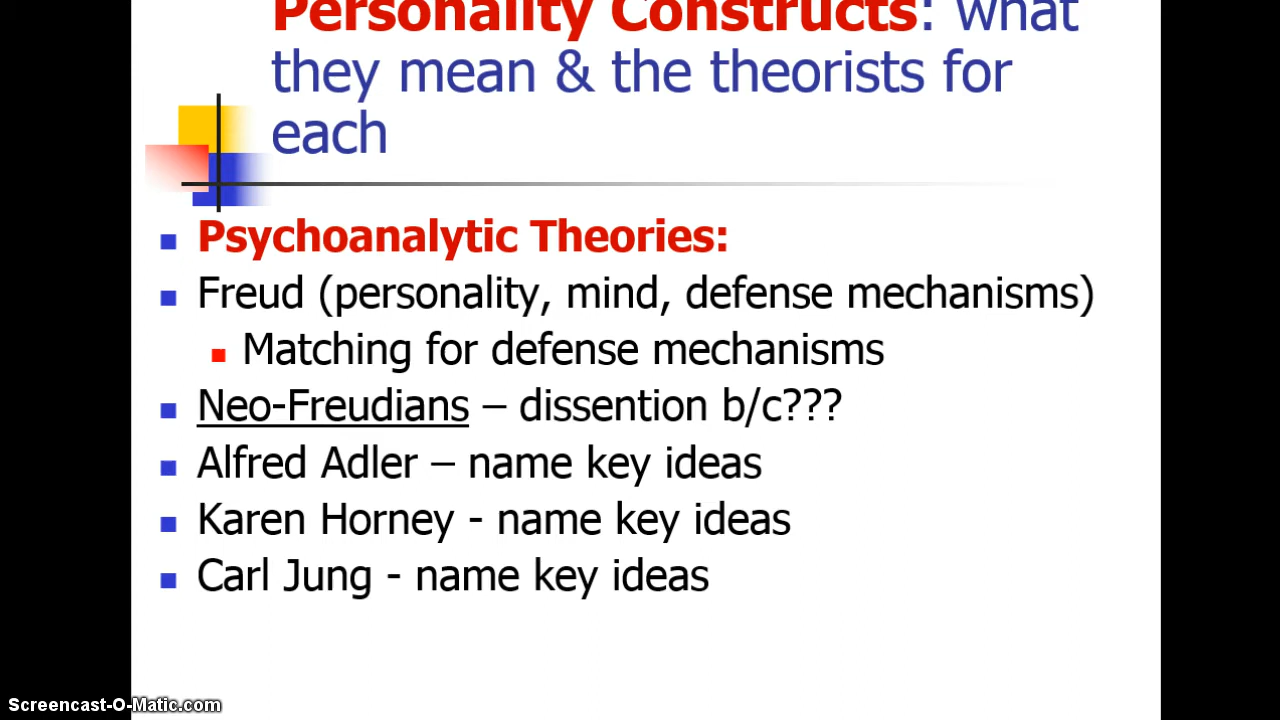 Personality Constructs: what
they mean & the theorists for
each
Psychoanalytic Theories:
Freud (personality, mind, defense mechanisms)
Matching for defense mechanisms
Neo-Freudians – dissention b/c???
Alfred Adler – name key ideas
Karen Horney - name key ideas
Carl Jung - name key ideas
Screencast-O-Matic.com